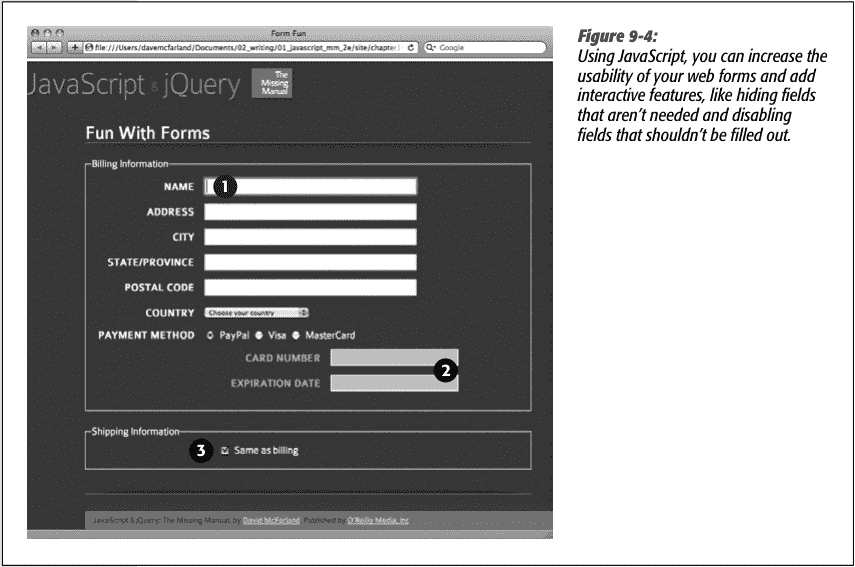 Form Fun
file:///Users/davemcfarland/Documents/02_writing/01_javascript_mm_2e/site/chapter
Google
JavaScript & jQuery
The
Missing
Manual
Fun With Forms
Billing Information
NAME
1
ADDRESS
CITY
STATE/PROVINCE
POSTAL CODE
COUNTRY Choose your country
PAYMENT METHOD PayPal Visa MasterCard
CARD NUMBER
2
EXPIRATION DATE
Shipping Information
3 Same as billing
JavaScript & jQuery: The Missing Manual, by David McFarland. Published by O'Reilly Media, Inc
Figure 9-4:
Using JavaScript, you can increase the
usability of your web forms and add
interactive features, like hiding fields
that aren't needed and disabling
fields that shouldn't be filled out.